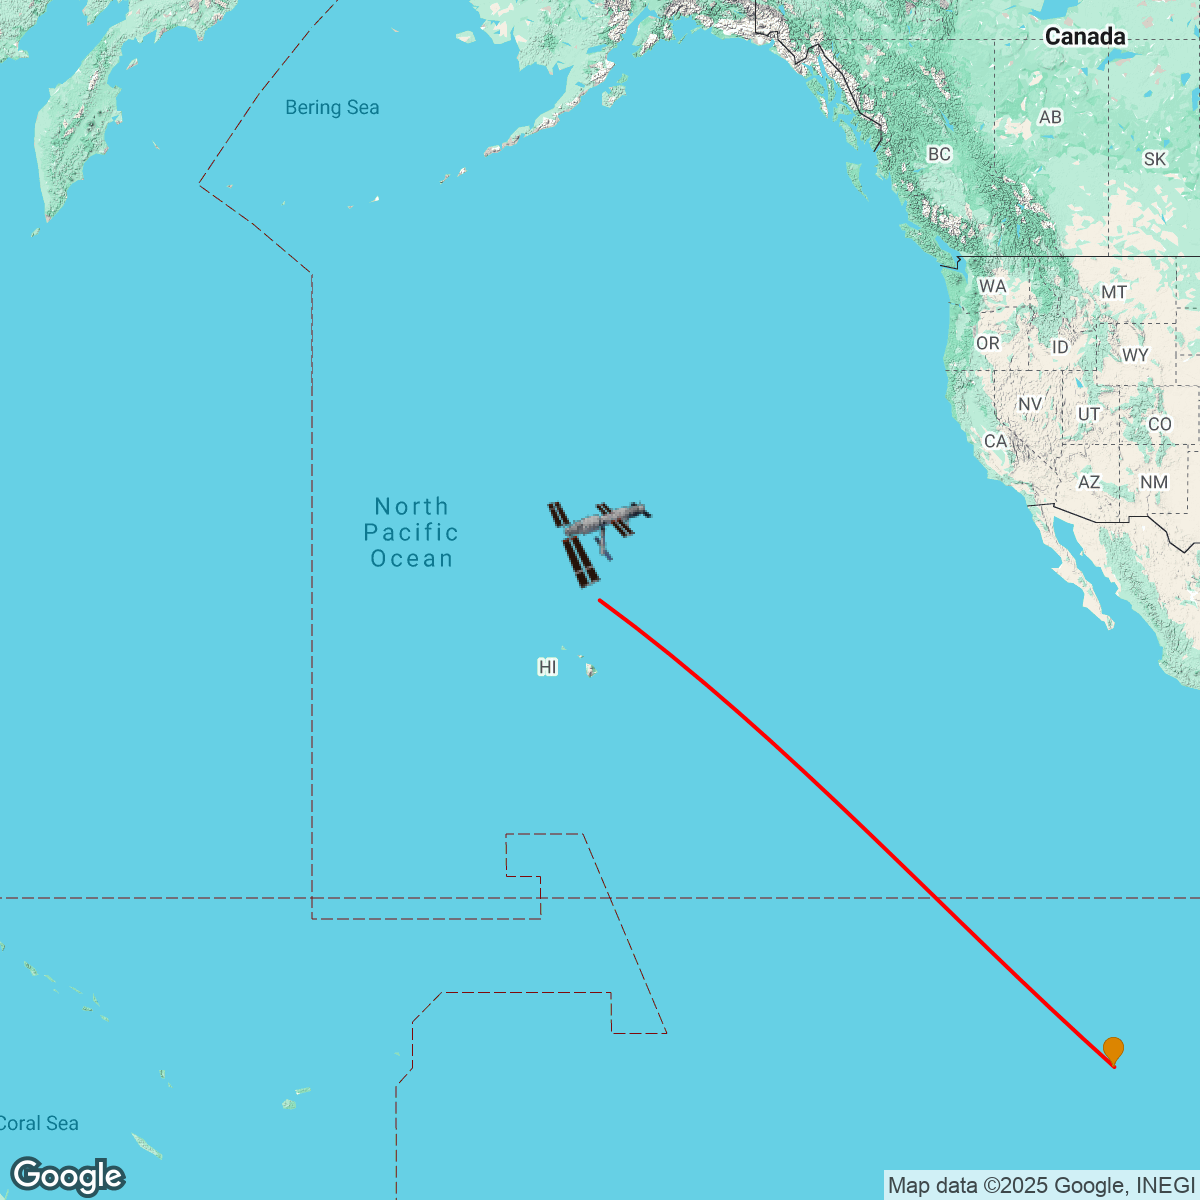 Canada
Bering Sea
AB
BC
SK
WA
MT
OR
ID
WY
NV
UT
CO
CA
AZ
NM
North
Pacific
Ocean
HI
Coral Sea
Google
Map data ©2025 Google, INEGI